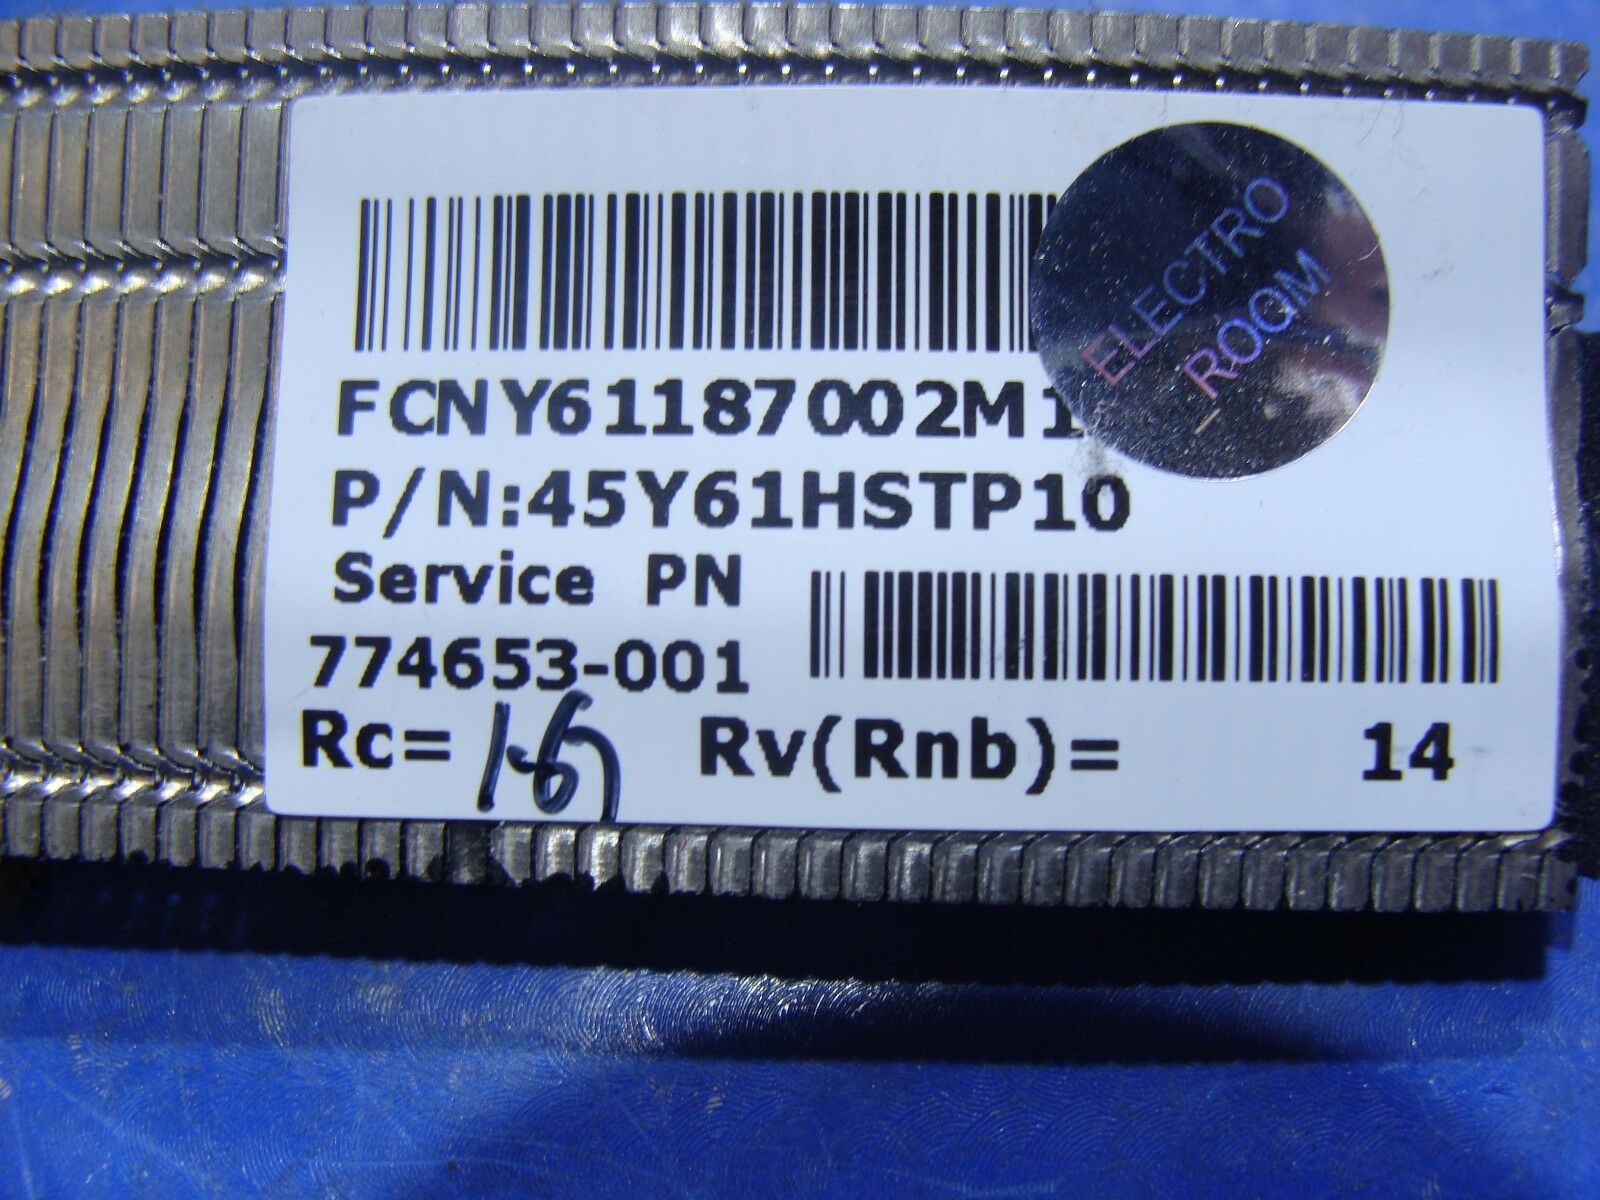 FCNY61187002M1
ELECTRO
ROOM
P/N:45Y61HSTP10
Service PN
774653-001
Rc= Rv(Rnb)= 14